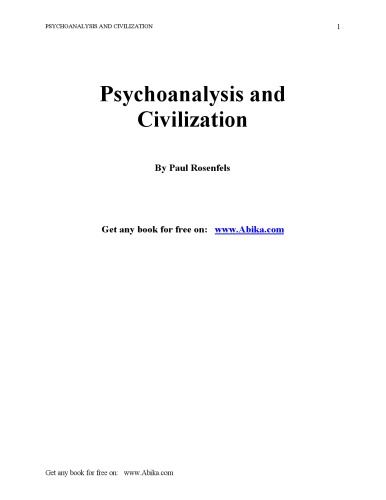 PSYCHOANALYSIS AND CIVILIZATION 1
Psychoanalysis and
Civilization
By Paul Rosenfels
Get any book for free on: www.Abika.com
Get any book for free on: www.Abika.com